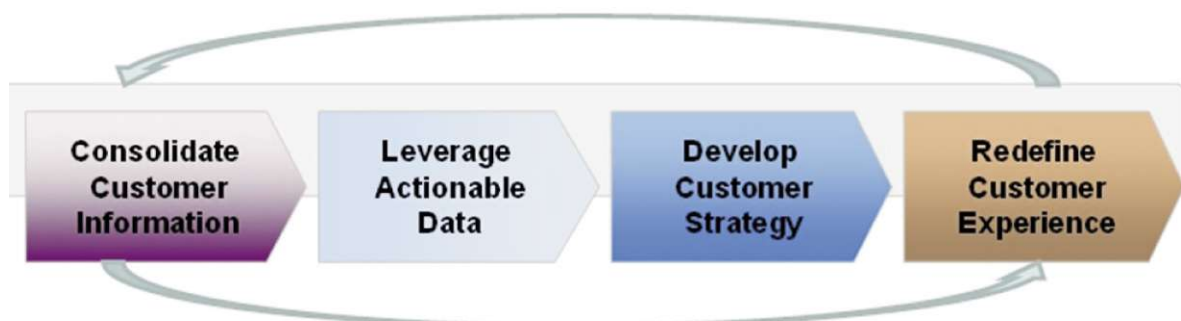 Consolidate
Customer
Information
Leverage
Actionable
Data
Develop
Customer
Strategy
Redefine
Customer
Experience